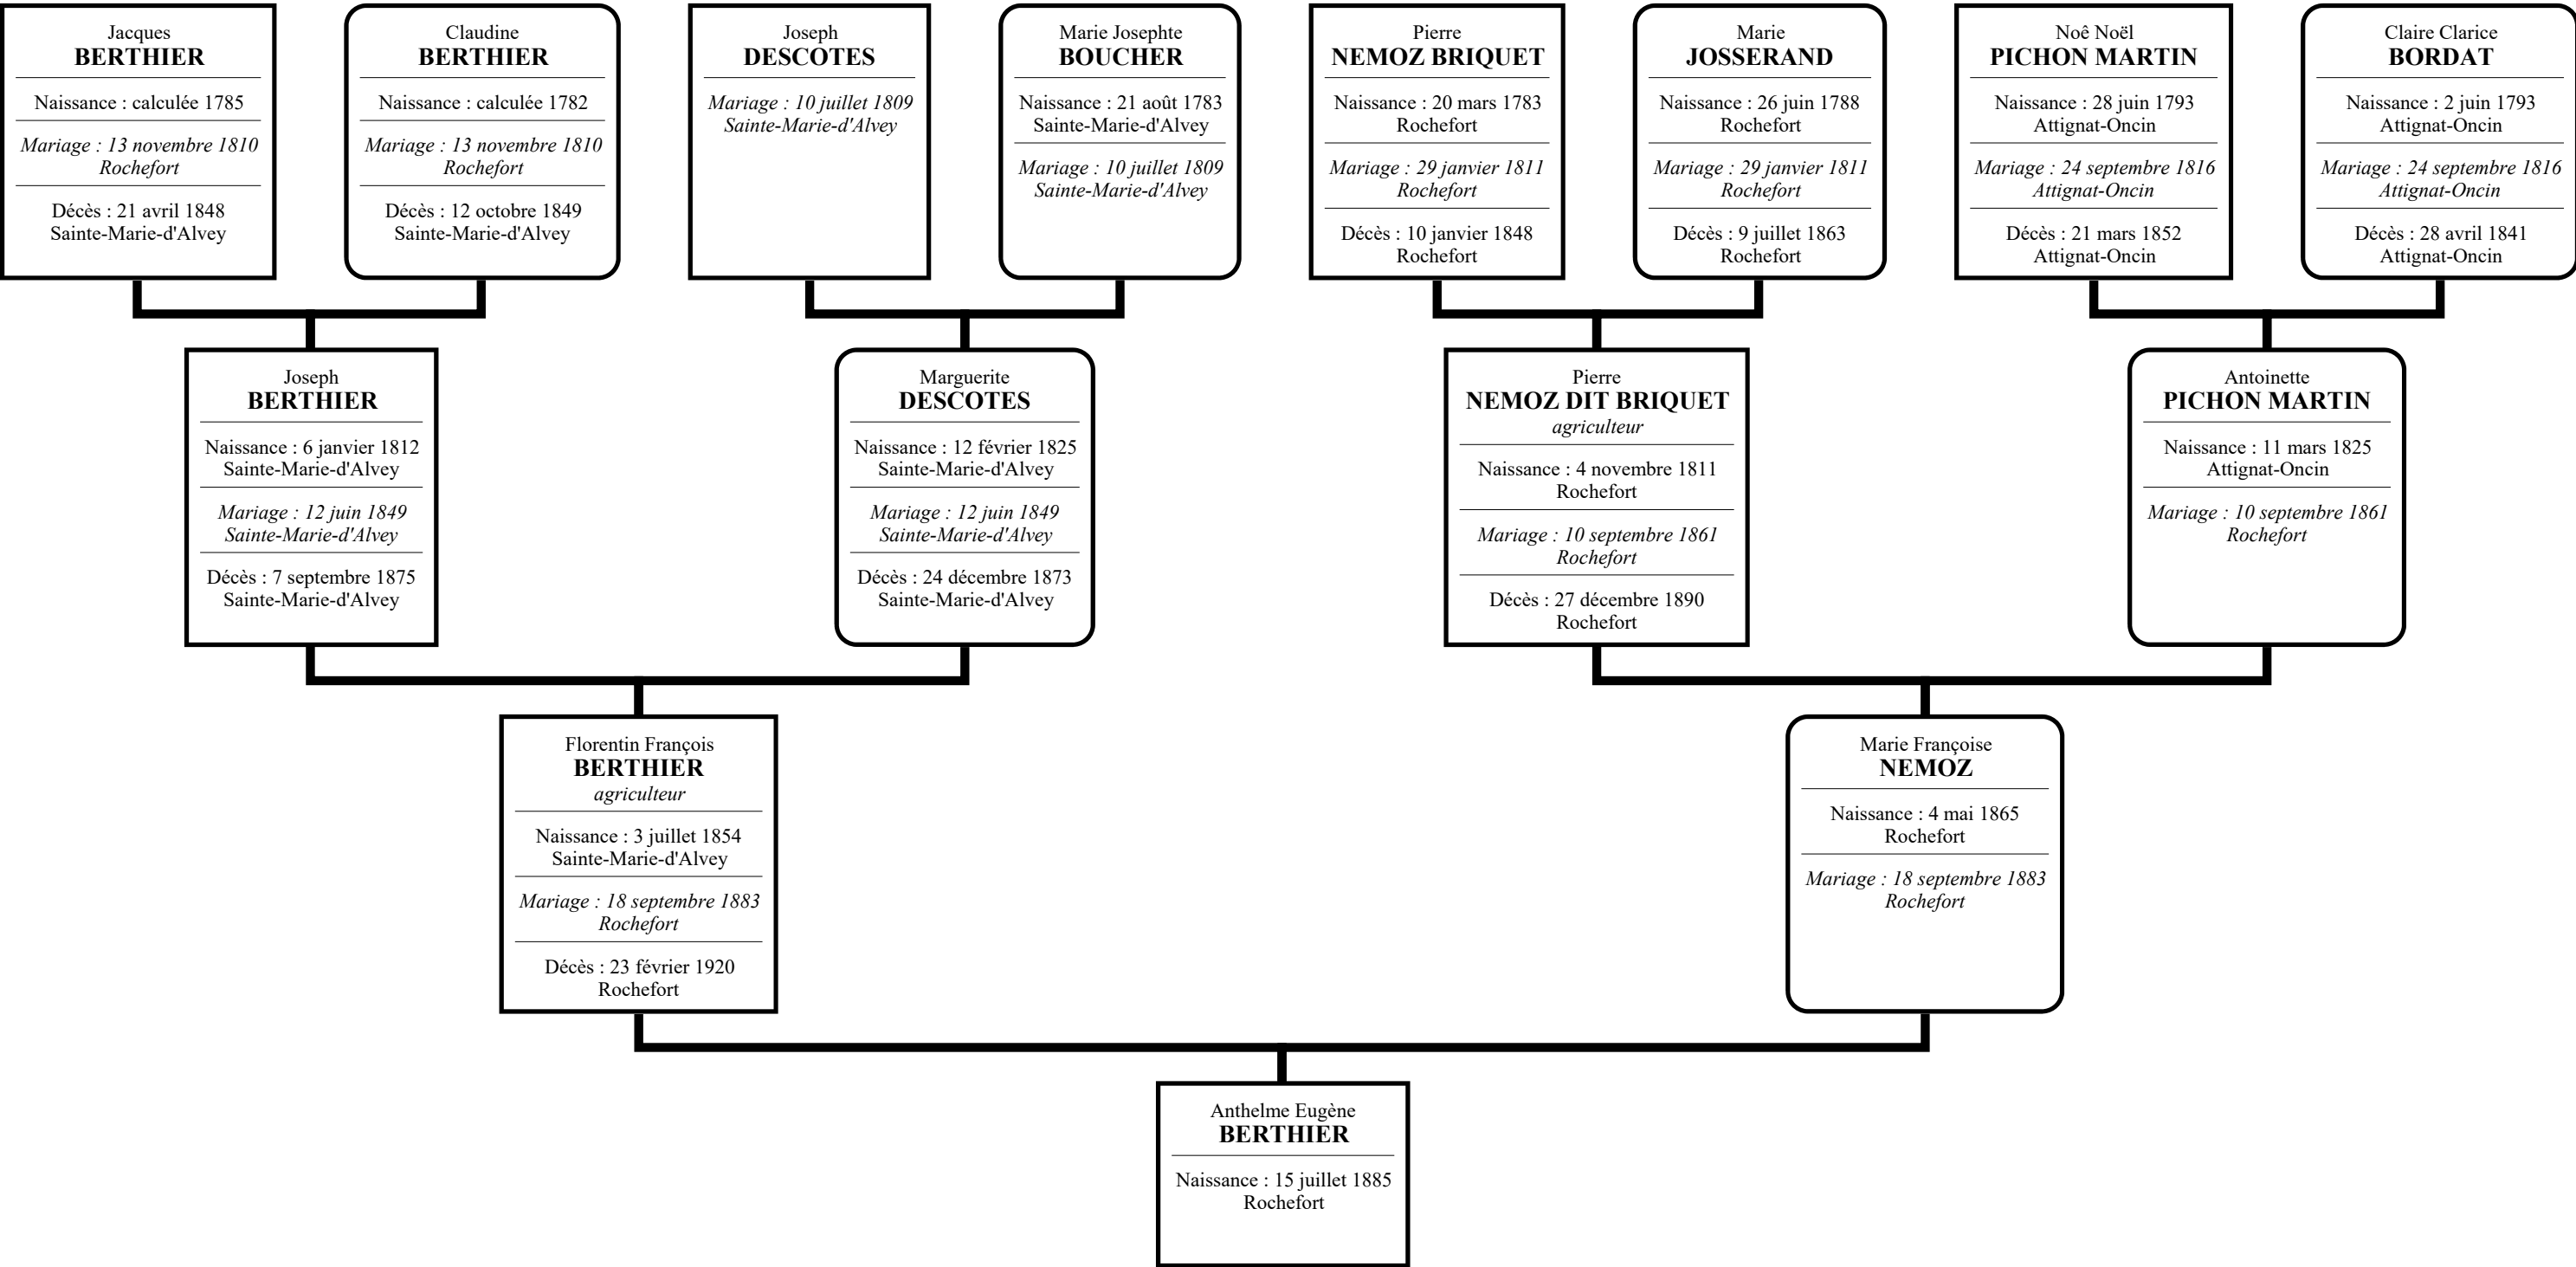 Jacques
BERTHIER
Naissance : calculée 1785
Mariage : 13 novembre 1810
Rochefort
Décès : 21 avril 1848
Sainte-Marie-d'Alvey
Claudine
BERTHIER
Naissance : calculée 1782
Mariage : 13 novembre 1810
Rochefort
Décès : 12 octobre 1849
Sainte-Marie-d'Alvey
Joseph
DESCOTES
Mariage : 10 juillet 1809
Sainte-Marie-d'Alvey
Marie Josephte
BOUCHER
Naissance : 21 août 1783
Sainte-Marie-d'Alvey
Mariage : 10 juillet 1809
Sainte-Marie-d'Alvey
Pierre
NEMOZ BRIQUET
Naissance : 20 mars 1783
Rochefort
Mariage : 29 janvier 1811
Rochefort
Décès : 10 janvier 1848
Rochefort
Marie
JOSSERAND
Naissance : 26 juin 1788
Rochefort
Mariage : 29 janvier 1811
Rochefort
Décès : 9 juillet 1863
Rochefort
Noê Noël
PICHON MARTIN
Naissance : 28 juin 1793
Attignat-Oncin
Mariage : 24 septembre 1816
Attignat-Oncin
Décès : 21 mars 1852
Attignat-Oncin
Claire Clarice
BORDAT
Naissance : 2 juin 1793
Attignat-Oncin
Mariage : 24 septembre 1816
Attignat-Oncin
Décès : 28 avril 1841
Attignat-Oncin
Joseph
BERTHIER
Naissance : 6 janvier 1812
Sainte-Marie-d'Alvey
Mariage : 12 juin 1849
Sainte-Marie-d'Alvey
Décès : 7 septembre 1875
Sainte-Marie-d'Alvey
Marguerite
DESCOTES
Naissance : 12 février 1825
Sainte-Marie-d'Alvey
Mariage : 12 juin 1849
Sainte-Marie-d'Alvey
Décès : 24 décembre 1873
Sainte-Marie-d'Alvey
Pierre
NEMOZ DIT BRIQUET
agriculteur
Naissance : 4 novembre 1811
Rochefort
Mariage : 10 septembre 1861
Rochefort
Décès : 27 décembre 1890
Rochefort
Antoinette
PICHON MARTIN
Naissance : 11 mars 1825
Attignat-Oncin
Mariage : 10 septembre 1861
Rochefort
Florentin François
BERTHIER
agriculteur
Naissance : 3 juillet 1854
Sainte-Marie-d'Alvey
Mariage : 18 septembre 1883
Rochefort
Décès : 23 février 1920
Rochefort
Marie Françoise
NEMOZ
Naissance : 4 mai 1865
Rochefort
Mariage : 18 septembre 1883
Rochefort
Anthelme Eugène
BERTHIER
Naissance : 15 juillet 1885
Rochefort